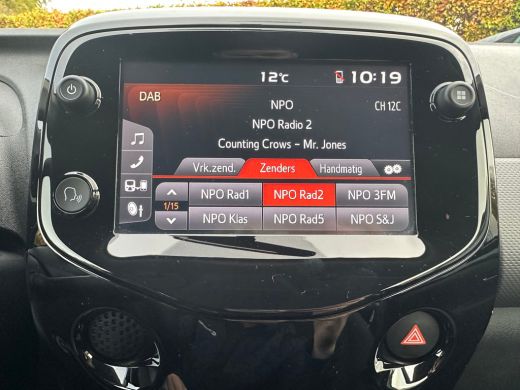 12℃ 10:19
DAB
NPO CH 12C
NPO Radio 2
Counting Crows - Mr. Jones
Vrk.zend. Zenders Handmatig
NPO Rad1 NPO Rad2 NPO 3FM
1/15
NPO Klas NPO Rad5 NPO S&J